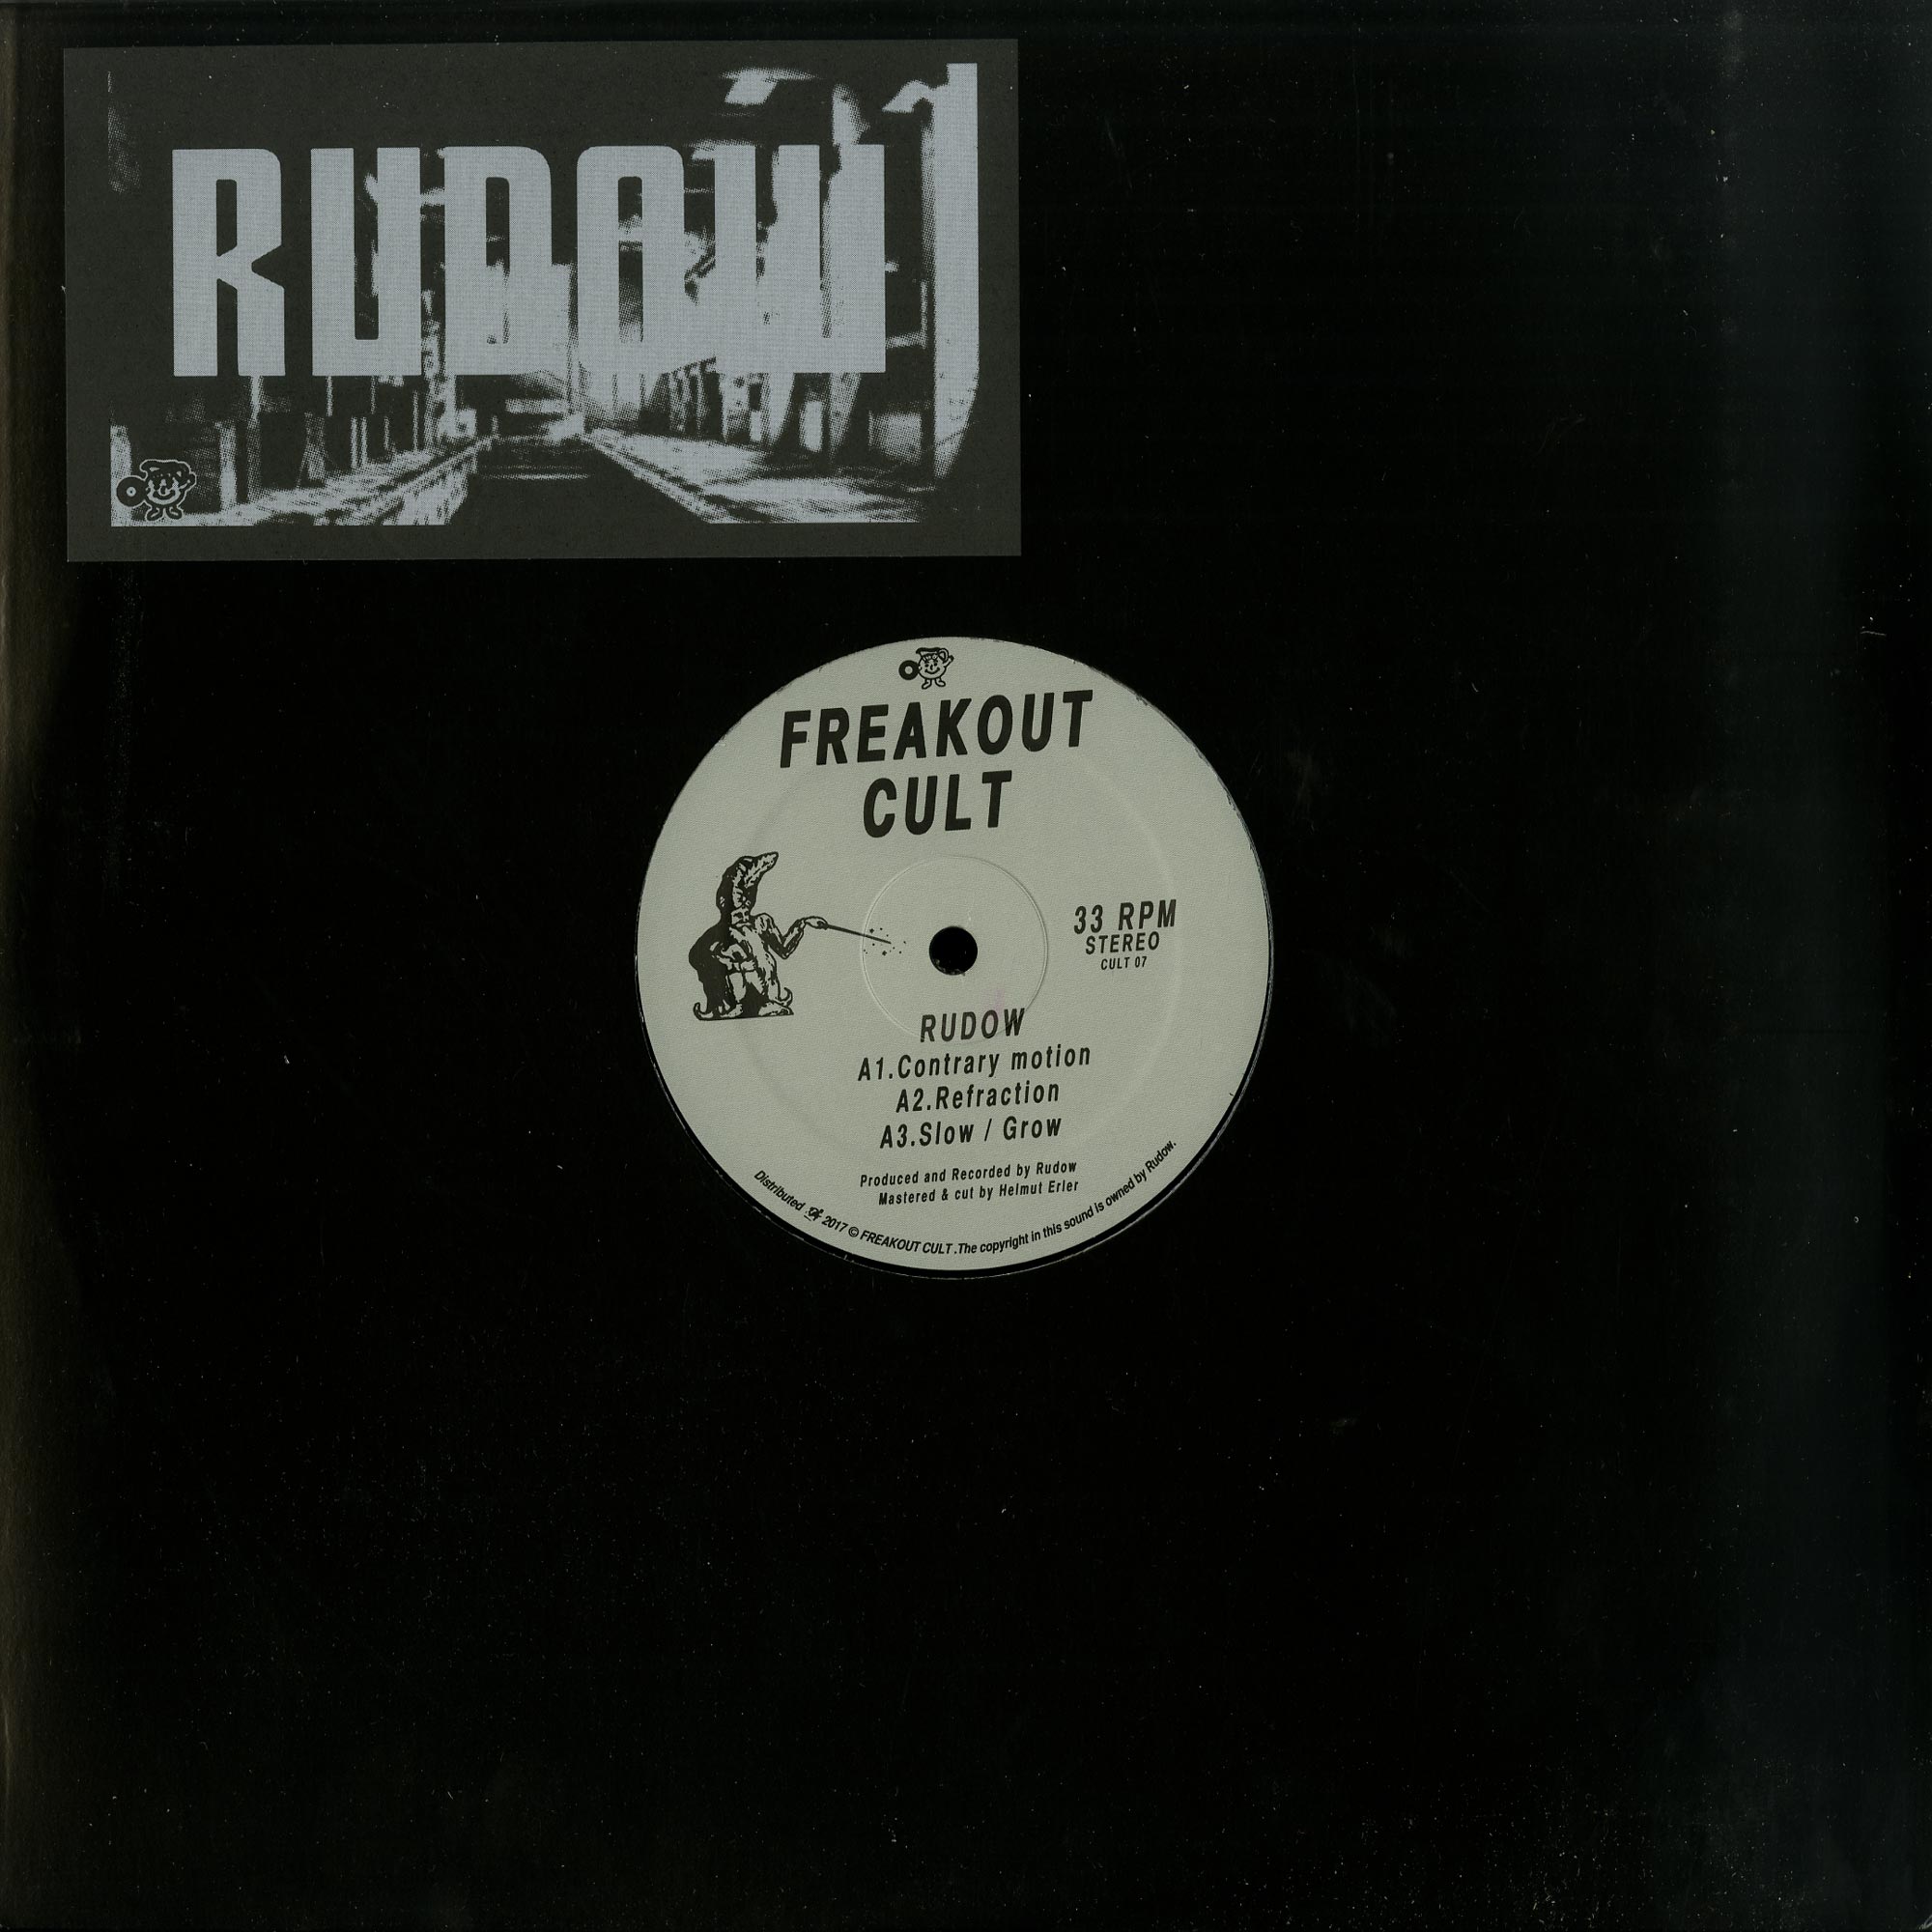 RUDOW
FREAKOUT
CULT
33 RPM
STEREO
CULT 07
RUDOW
A1.Contrary motion
A2.Refraction
A3.Slow / Grow
Produced and Recorded by Rudow
Mastered & cut by Helmut Erler
Distributed 2017 © FREAKOUT CULT .The copyright in this sound is owned by Rudow.